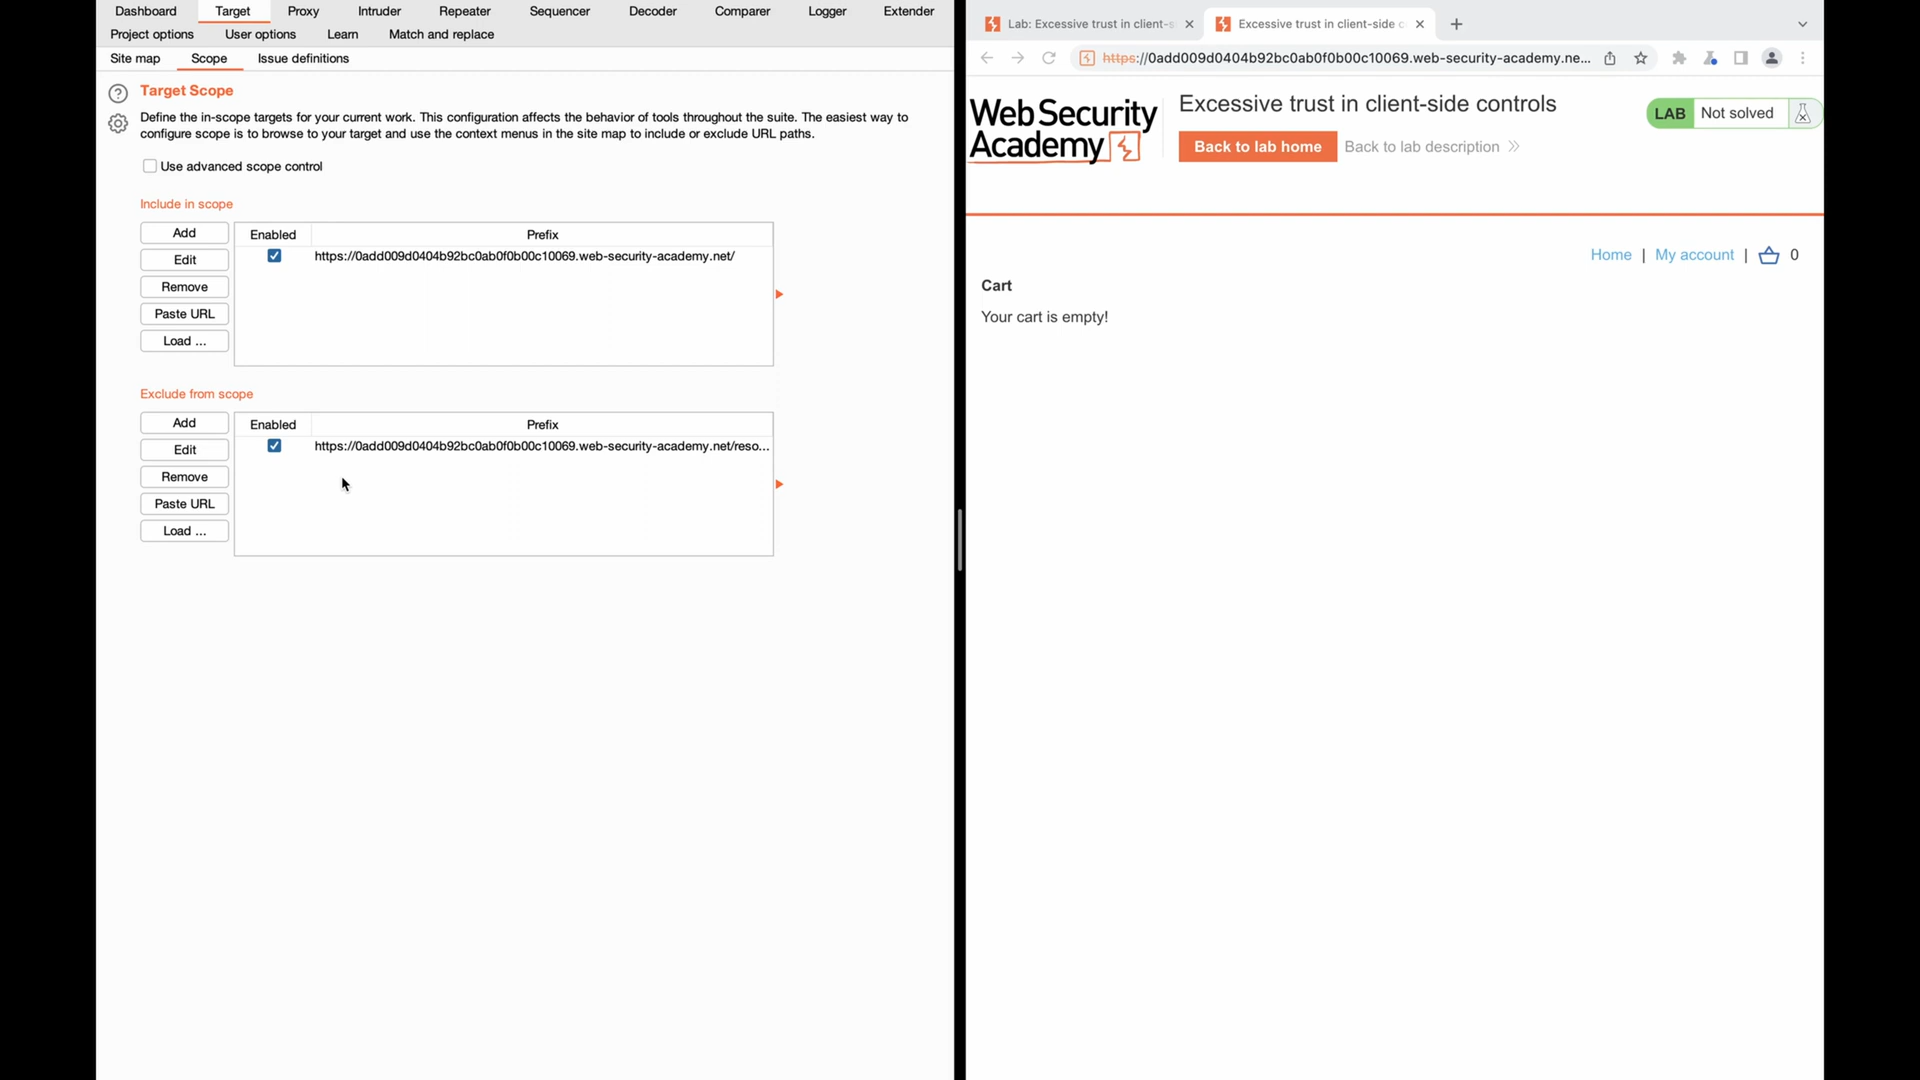 Dashboard Target Proxy Intruder Repeater Sequencer Decoder Comparer Logger Extender
Project options User options Learn Match and replace
Site map Scope Issue definitions
Target Scope
Define the in-scope targets for your current work. This configuration affects the behavior of tools throughout the suite. The easiest way to
configure scope is to browse to your target and use the context menus in the site map to include or exclude URL paths.
Use advanced scope control
Include in scope
Add
Edit
Remove
Paste URL
Load ...
Enabled Prefix
https://0add009d0404b92bc0ab0f0b00c10069.web-security-academy.net/
Exclude from scope
Add
Edit
Remove
Paste URL
Load ...
Enabled Prefix
https://0add009d0404b92bc0ab0f0b00c10069.web-security-academy.net/reso...
Lab: Excessive trust in client-s
Excessive trust in client-side c
https://0add009d0404b92bc0ab0f0b00c10069.web-security-academy.ne...
Web Security
Academy
Excessive trust in client-side controls
Back to lab home Back to lab description
LAB Not solved
Home | My account | 0
Cart
Your cart is empty!